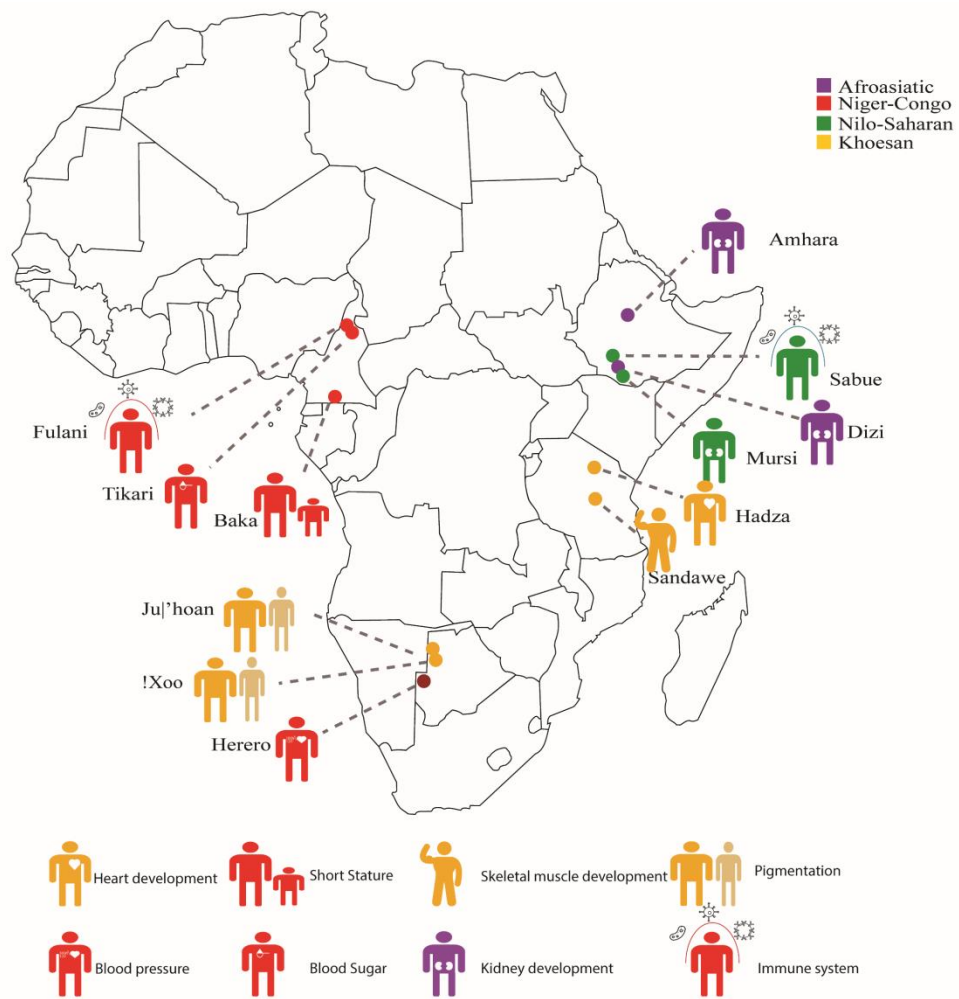 Afroasiatic
Niger-Congo
Nilo-Saharan
Khoesan
Amhara
Sabue
Fulani
Dizi
Mursi
Tikari
Baka
Hadza
Sandawe
Ju|’hoan
!Xoo
Herero
Heart development
Short Stature
Skeletal muscle development
Pigmentation
Blood pressure
Blood Sugar
Kidney development
Immune system